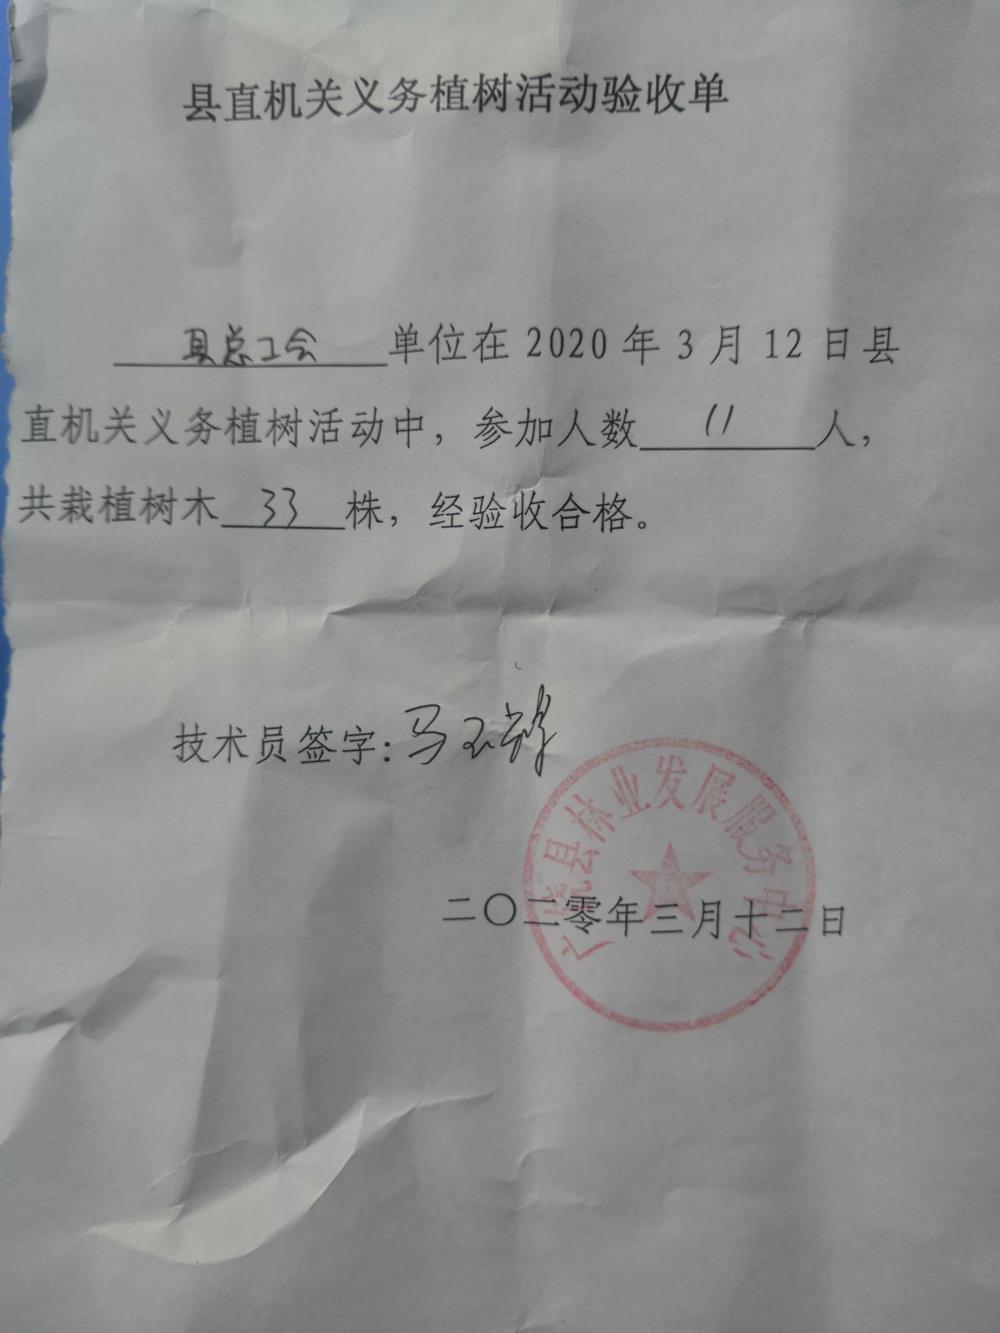 县直机关义务植树活动验收单
县总工会 单位在 2020 年 3 月 12 日县
直机关义务植树活动中，参加人数 11 人，
共栽植树木 33 株，经验收合格。
技术员签字：马玉
广饶县林业发展服务中心
二〇二零年三月十二日